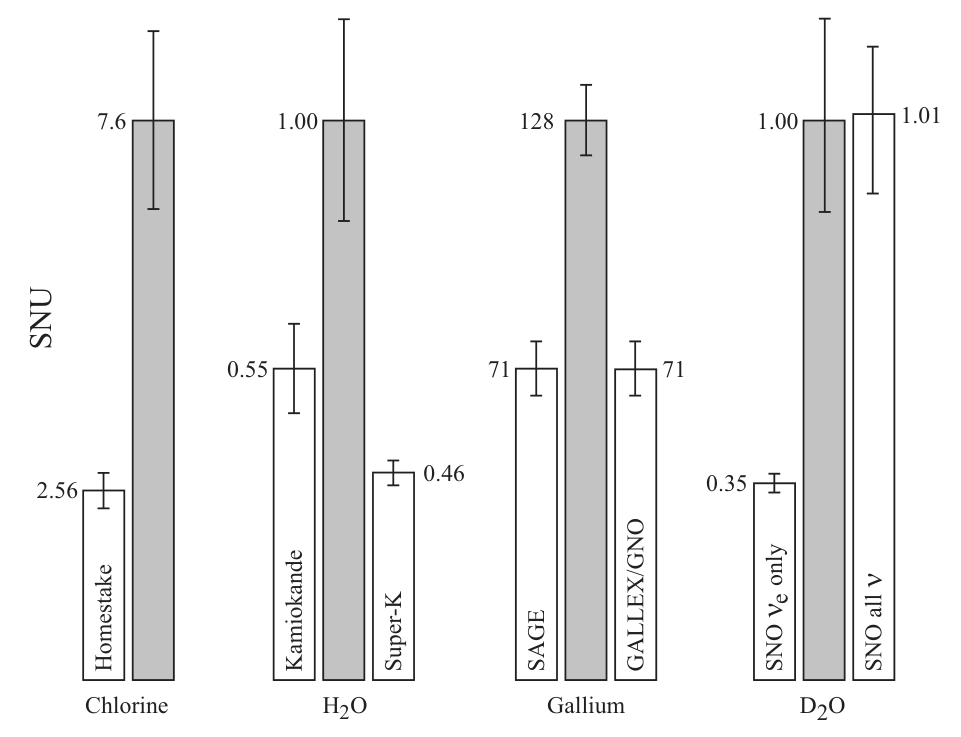 SNU
7.6
2.56
Homestake
Chlorine
1.00
0.55
0.46
Kamiokande
Super-K
H₂O
128
71
71
SAGE
GALLEX/GNO
Gallium
1.00
1.01
0.35
SNO νₑ only
SNO all ν
D₂O